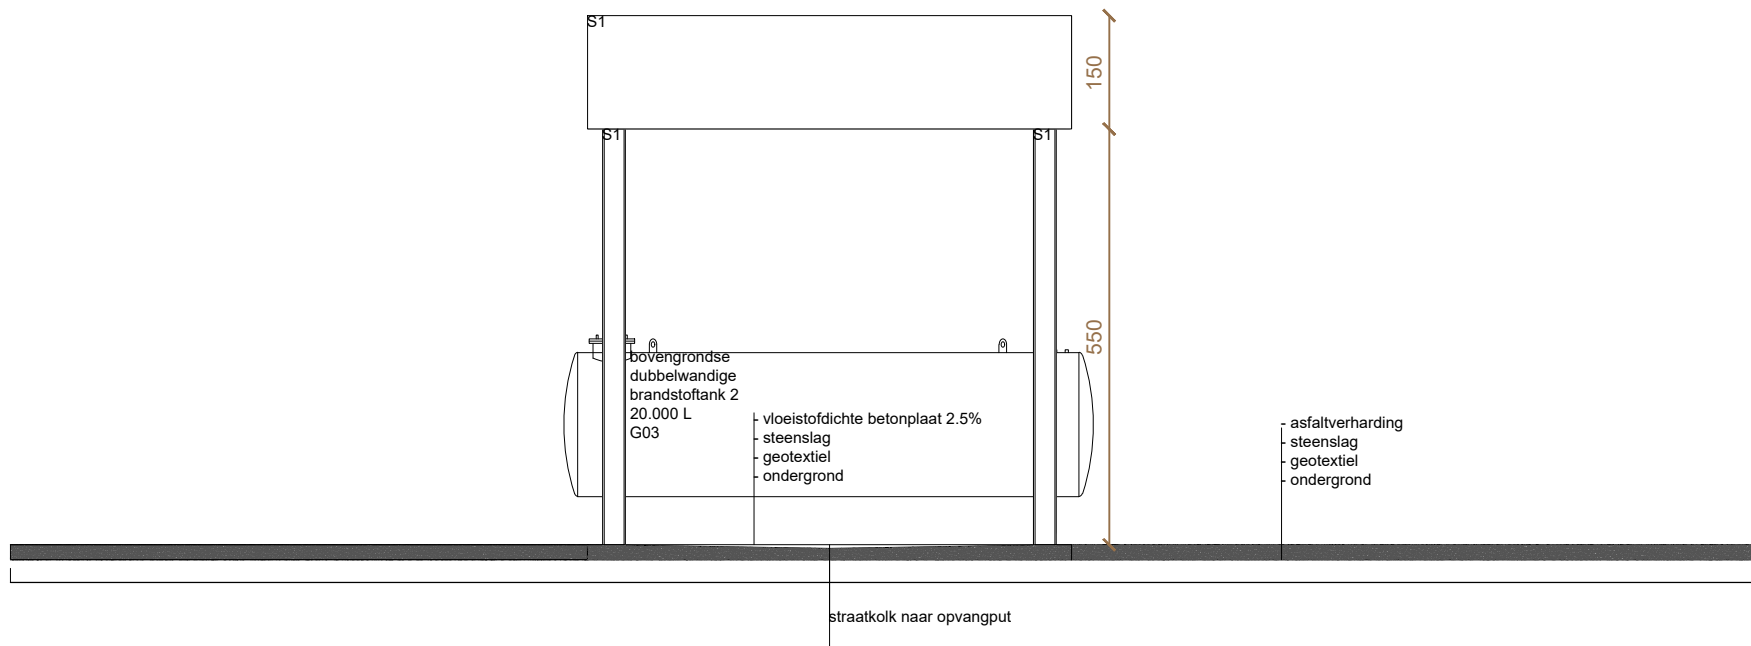 S1
150
S1
S1
550
bovengrondse
dubbelwandige
brandstoftank 2
20.000 L
G03
- vloeistofdichte betonplaat 2.5%
- steenslag
- geotextiel
- ondergrond
- asfaltverharding
- steenslag
- geotextiel
- ondergrond
straatkolk naar opvangput